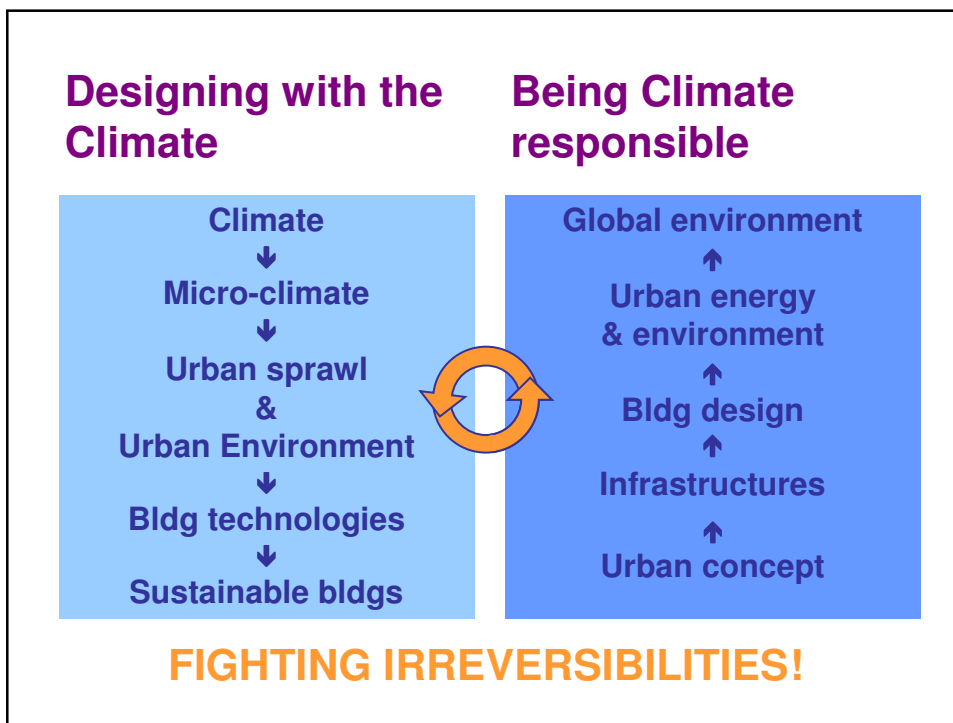 Designing with the
Climate
Being Climate
responsible
Climate
Micro-climate
Urban sprawl
&
Urban Environment
Bldg technologies
Sustainable bldgs
Global environment
Urban energy
& environment
Bldg design
Infrastructures
Urban concept
FIGHTING IRREVERSIBILITIES!